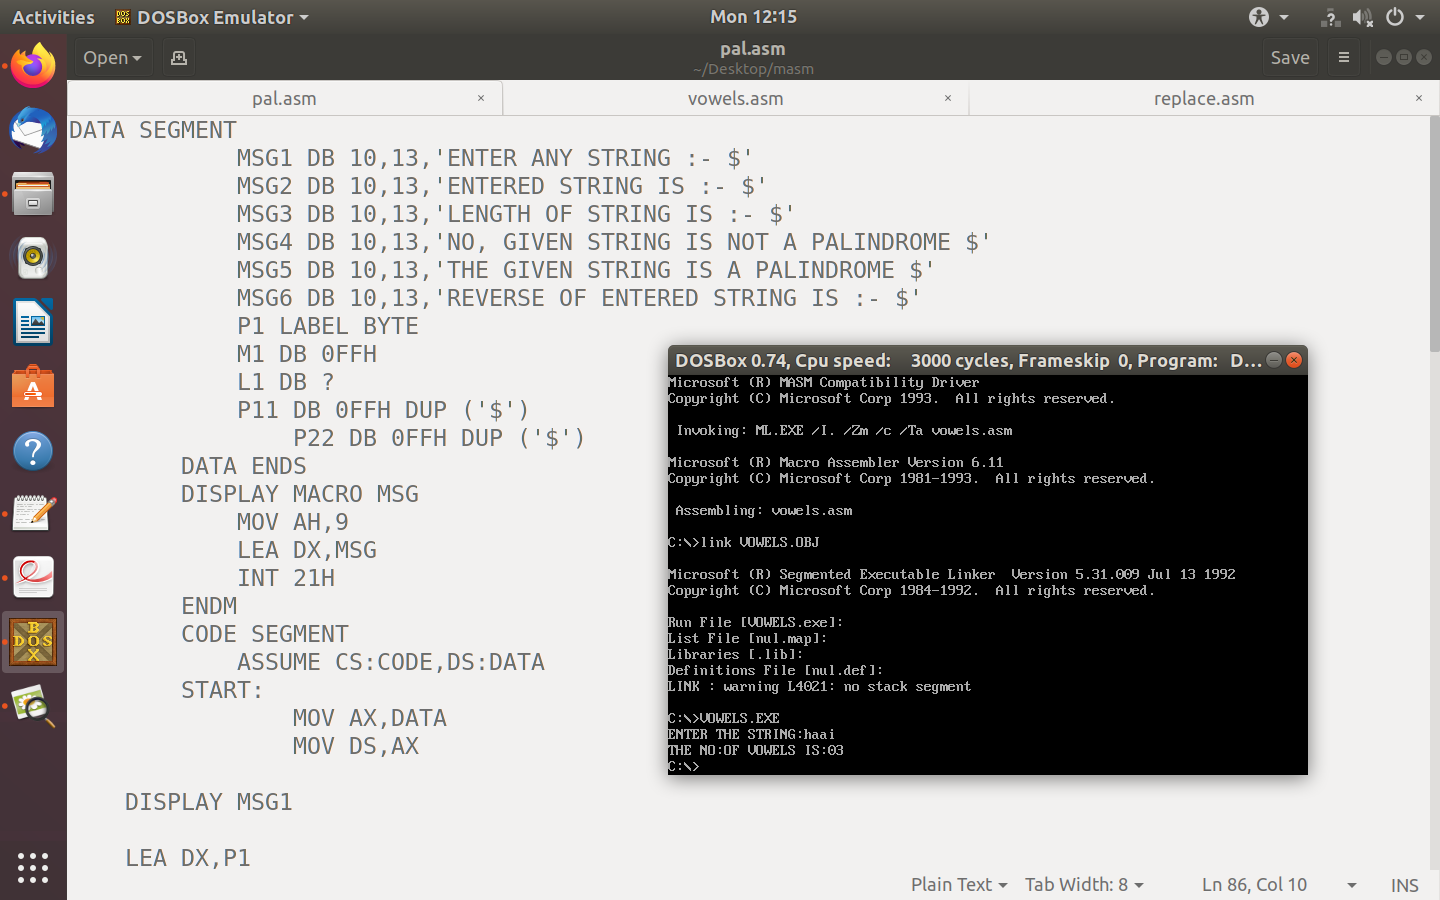 Activities DOSBox Emulator Mon 12:15
Open pal.asm Save
~/Desktop/masm
pal.asm × vowels.asm × replace.asm ×
DATA SEGMENT
MSG1 DB 10,13,'ENTER ANY STRING :- $'
MSG2 DB 10,13,'ENTERED STRING IS :- $'
MSG3 DB 10,13,'LENGTH OF STRING IS :- $'
MSG4 DB 10,13,'NO, GIVEN STRING IS NOT A PALINDROME $'
MSG5 DB 10,13,'THE GIVEN STRING IS A PALINDROME $'
MSG6 DB 10,13,'REVERSE OF ENTERED STRING IS :- $'
P1 LABEL BYTE
M1 DB 0FFH
L1 DB ?
P11 DB 0FFH DUP ('$')
P22 DB 0FFH DUP ('$')
DATA ENDS
DISPLAY MACRO MSG
MOV AH,9
LEA DX,MSG
INT 21H
ENDM
CODE SEGMENT
ASSUME CS:CODE,DS:DATA
START:
MOV AX,DATA
MOV DS,AX
DISPLAY MSG1
LEA DX,P1
DOSBox 0.74, Cpu speed: 3000 cycles, Frameskip 0, Program: D...
Microsoft (R) MASM Compatibility Driver
Copyright (C) Microsoft Corp 1993. All rights reserved.
Invoking: ML.EXE /I. /Zm /c /Ta vowels.asm
Microsoft (R) Macro Assembler Version 6.11
Copyright (C) Microsoft Corp 1981-1993. All rights reserved.
Assembling: vowels.asm
C:\>link VOWELS.OBJ
Microsoft (R) Segmented Executable Linker Version 5.31.009 Jul 13 1992
Copyright (C) Microsoft Corp 1984-1992. All rights reserved.
Run File [VOWELS.exe]:
List File [nul.map]:
Libraries [.lib]:
Definitions File [nul.def]:
LINK : warning L4021: no stack segment
C:\>VOWELS.EXE
ENTER THE STRING:haai
THE NO:OF VOWELS IS:03
C:\>
Plain Text Tab Width: 8 Ln 86, Col 10 INS